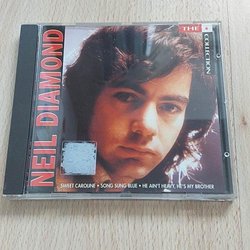 NEIL DIAMOND
THE
COLLECTION
SWEET CAROLINE • SONG SUNG BLUE • HE AIN'T HEAVY, HE'S MY BROTHER